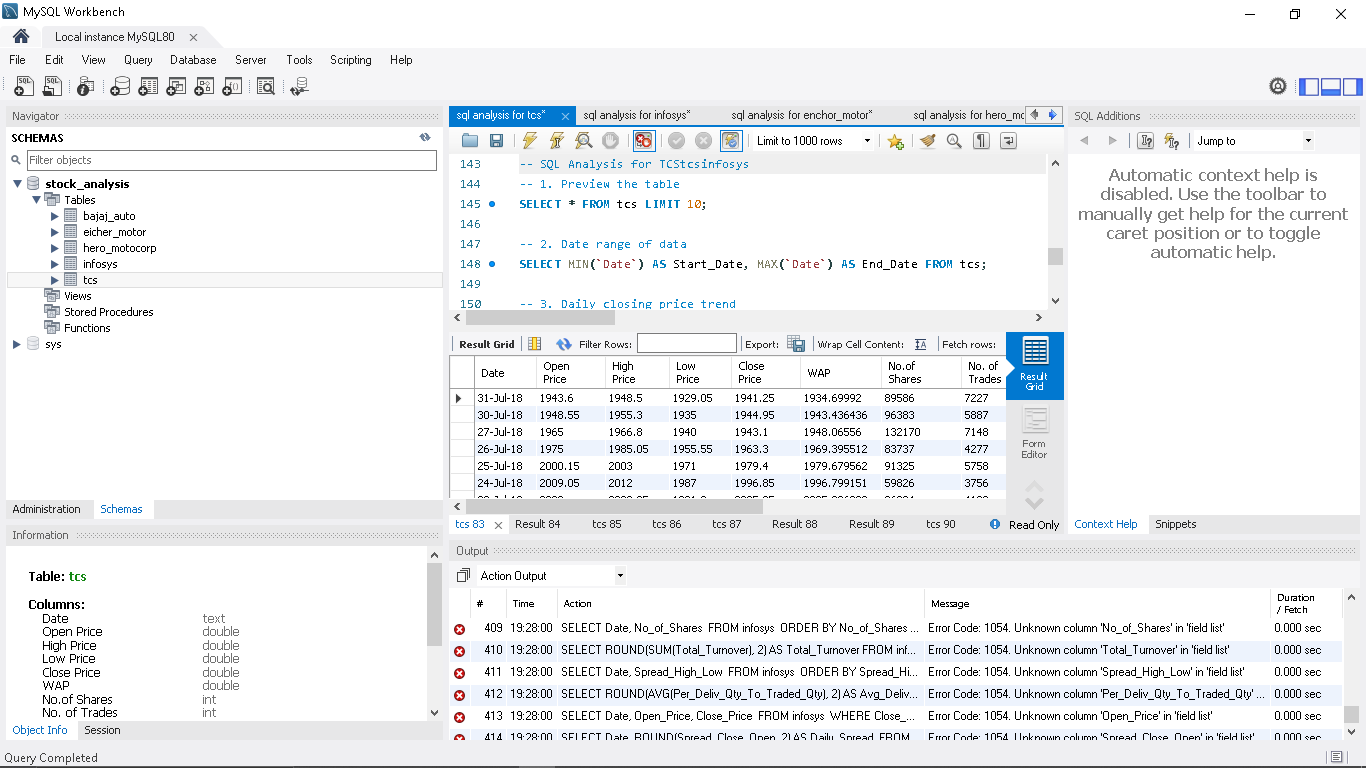 MySQL Workbench
Local instance MySQL80
File Edit View Query Database Server Tools Scripting Help
Navigator
SCHEMAS
Filter objects
stock_analysis
Tables
bajaj_auto
eicher_motor
hero_motocorp
infosys
tcs
Views
Stored Procedures
Functions
sys
Administration Schemas
Information
Table: tcs
Columns:
Date text
Open Price double
High Price double
Low Price double
Close Price double
WAP double
No.of Shares int
No. of Trades int
Object Info Session
Query Completed
sql analysis for tcs* sql analysis for infosys* sql analysis for enchor_motor* sql analysis for hero_mo
Limit to 1000 rows
143 -- SQL Analysis for TCStcsinfosys
144 -- 1. Preview the table
145 SELECT * FROM tcs LIMIT 10;
146
147 -- 2. Date range of data
148 SELECT MIN(`Date`) AS Start_Date, MAX(`Date`) AS End_Date FROM tcs;
149
150 -- 3. Daily closing price trend
Result Grid Filter Rows: Export: Wrap Cell Content: Fetch rows:
Date Open Price High Price Low Price Close Price WAP No.of Shares No. of Trades
31-Jul-18 1943.6 1948.5 1929.05 1941.25 1934.69992 89586 7227
30-Jul-18 1948.55 1955.3 1935 1944.95 1943.436436 96383 5887
27-Jul-18 1965 1966.8 1940 1943.1 1948.06556 132170 7148
26-Jul-18 1975 1985.05 1955.55 1963.3 1969.395512 83737 4277
25-Jul-18 2000.15 2003 1971 1979.4 1979.679562 91325 5758
24-Jul-18 2009.05 2012 1987 1996.85 1996.799151 59826 3756
Result Grid
Form Editor
tcs 83 Result 84 tcs 85 tcs 86 tcs 87 Result 88 Result 89 tcs 90 Read Only
SQL Additions
Jump to
Automatic context help is
disabled. Use the toolbar to
manually get help for the current
caret position or to toggle
automatic help.
Context Help Snippets
Output
Action Output
# Time Action Message Duration / Fetch
409 19:28:00 SELECT Date, No_of_Shares FROM infosys ORDER BY No_of_Shares ... Error Code: 1054. Unknown column 'No_of_Shares' in 'field list' 0.000 sec
410 19:28:00 SELECT ROUND(SUM(Total_Turnover), 2) AS Total_Turnover FROM inf... Error Code: 1054. Unknown column 'Total_Turnover' in 'field list' 0.000 sec
411 19:28:00 SELECT Date, Spread_High_Low FROM infosys ORDER BY Spread_Hi... Error Code: 1054. Unknown column 'Spread_High_Low' in 'field list' 0.000 sec
412 19:28:00 SELECT ROUND(AVG(Per_Deliv_Qty_To_Traded_Qty), 2) AS Avg_Deliv... Error Code: 1054. Unknown column 'Per_Deliv_Qty_To_Traded_Qty' ... 0.000 sec
413 19:28:00 SELECT Date, Open_Price, Close_Price FROM infosys WHERE Close_... Error Code: 1054. Unknown column 'Open_Price' in 'field list' 0.000 sec
414 19:28:00 SELECT Date, ROUND(Spread_Close_Open, 2) AS Daily_Spread FROM Error Code: 1054. Unknown column 'Spread_Close_Open' in 'field list' 0.000 sec